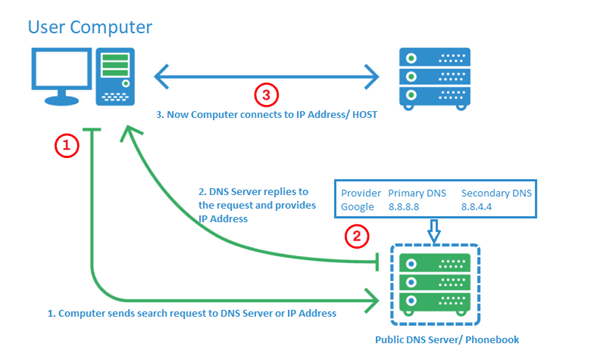 User Computer
1
3
3. Now Computer connects to IP Address/ HOST
2. DNS Server replies to
the request and provides
IP Address
Provider Primary DNS Secondary DNS
Google 8.8.8.8 8.8.4.4
2
1. Computer sends search request to DNS Server or IP Address
Public DNS Server/ Phonebook